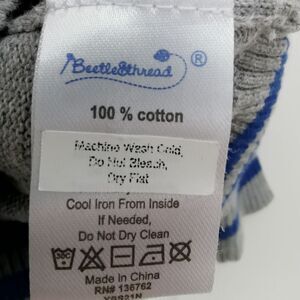 Beetle&thread ®
100 % cotton
Machine Wash Cold,
Do Not Bleach,
Dry Flat
Cool Iron From Inside
If Needed,
Do Not Dry Clean
Made In China
RN# 136762